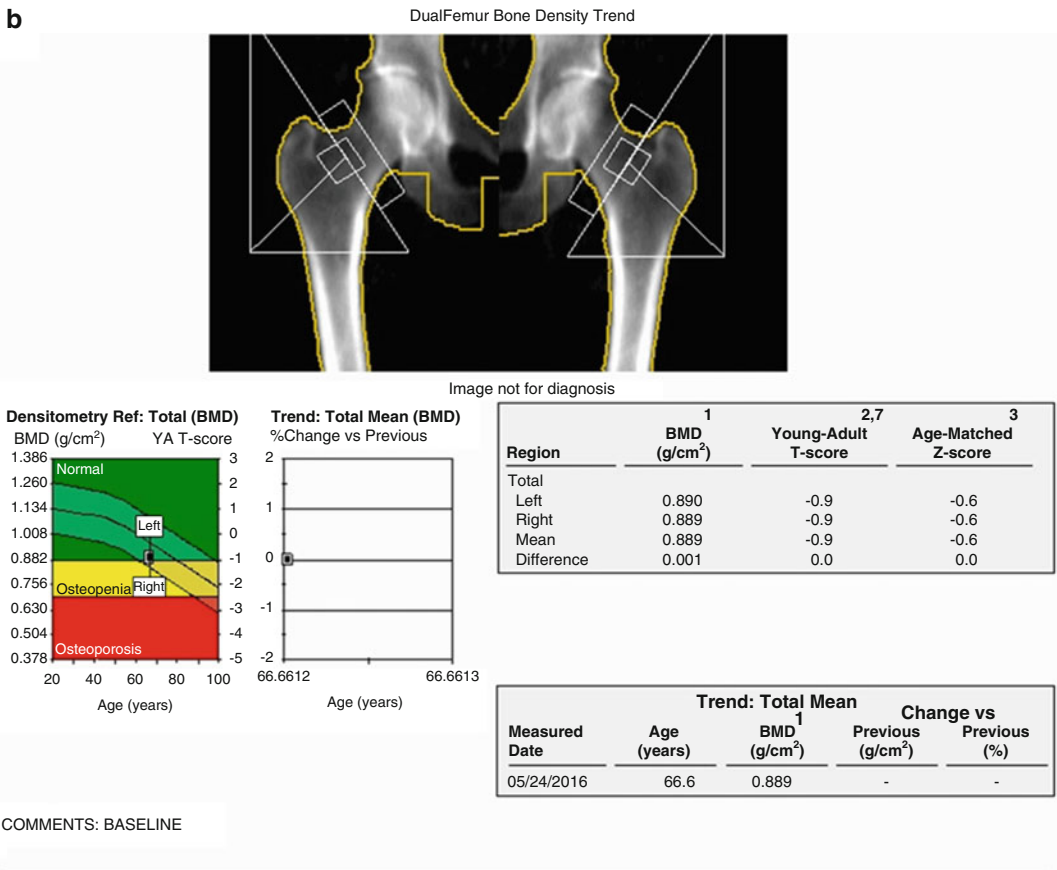 b
DualFemur Bone Density Trend
Image not for diagnosis
Densitometry Ref: Total (BMD)
BMD (g/cm²) YA T-score
1.386 3
Normal
1.260 2
1.134 1
Left
1.008 0
0.882 -1
0.756 -2
Osteopenia Right
0.630 -3
0.504 -4
Osteoporosis
0.378 -5
20 40 60 80 100
Age (years)
Trend: Total Mean (BMD)
%Change vs Previous
2
1
0
-1
-2
66.6612 66.6613
Age (years)
1 2,7 3
BMD Young-Adult Age-Matched
Region (g/cm²) T-score Z-score
Total
Left 0.890 -0.9 -0.6
Right 0.889 -0.9 -0.6
Mean 0.889 -0.9 -0.6
Difference 0.001 0.0 0.0
Trend: Total Mean
Change vs
Measured Age BMD¹ Previous Previous
Date (years) (g/cm²) (g/cm²) (%)
05/24/2016 66.6 0.889 - -
COMMENTS: BASELINE